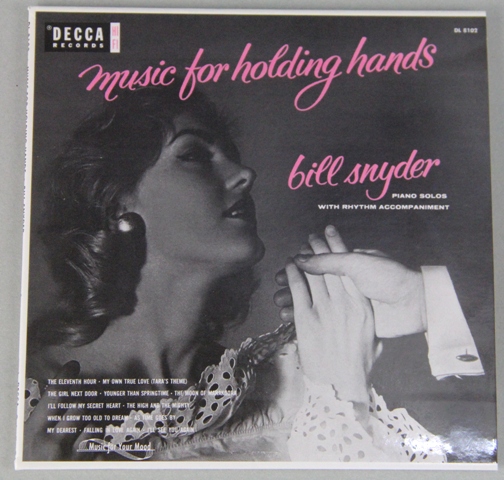 DECCA
RECORDS
DL 5102
music for holding hands
bill snyder
PIANO SOLOS
WITH RHYTHM ACCOMPANIMENT
THE ELEVENTH HOUR · MY OWN TRUE LOVE (TARA'S THEME)
THE GIRL NEXT DOOR · YOUNGER THAN SPRINGTIME · THE MOON OF MANAKOORA
I'LL FOLLOW MY SECRET HEART · THE HIGH AND THE MIGHTY
WHEN I GROW TOO OLD TO DREAM · AS TIME GOES BY
MY DEAREST · FALLING IN LOVE AGAIN · I'LL SEE YOU AGAIN
Music for Your Mood